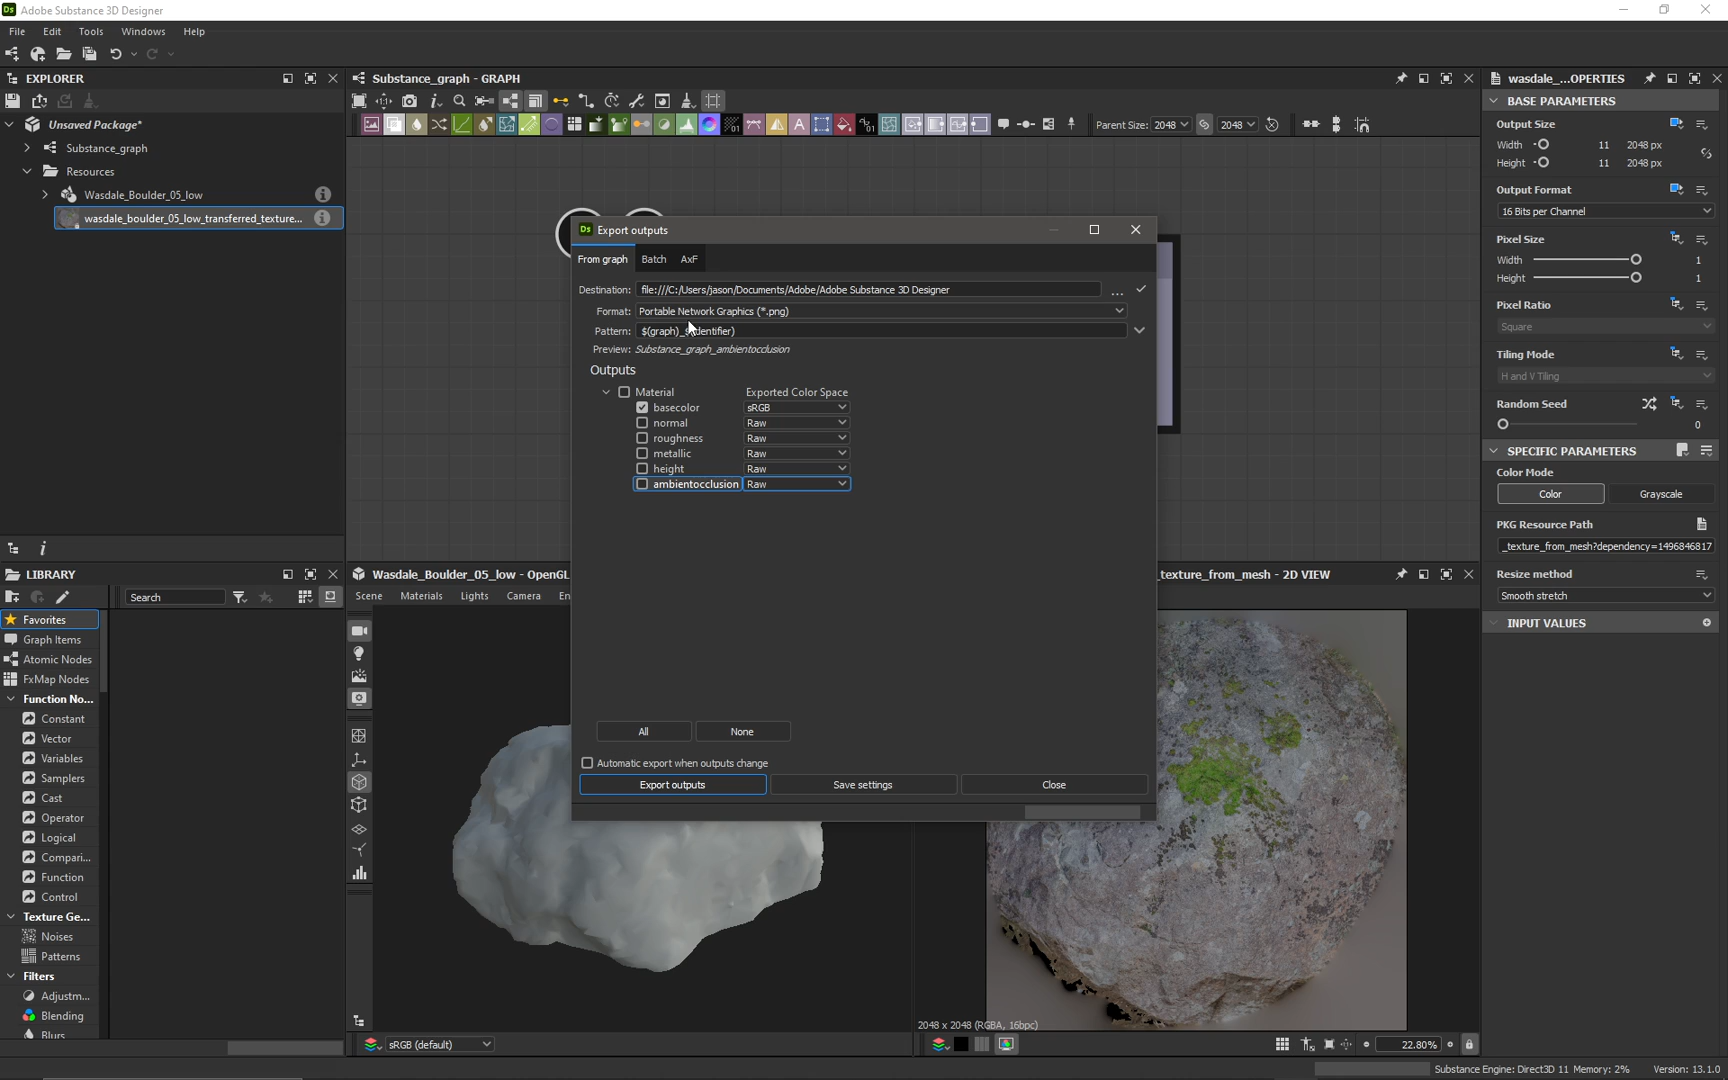 Adobe Substance 3D Designer
File Edit Tools Windows Help
EXPLORER
Unsaved Package*
Substance_graph
Resources
Wasdale_Boulder_05_low
wasdale_boulder_05_low_transferred_texture...
Substance_graph - GRAPH
Parent Size: 2048 2048
Export outputs
From graph Batch AxF
Destination: file:///C:/Users/jason/Documents/Adobe/Adobe Substance 3D Designer ...
Format: Portable Network Graphics (*.png)
Pattern: $(graph)_$(identifier)
Preview: Substance_graph_ambientocclusion
Outputs
Material Exported Color Space
basecolor sRGB
normal Raw
roughness Raw
metallic Raw
height Raw
ambientocclusion Raw
All None
Automatic export when outputs change
Export outputs Save settings Close
LIBRARY
Search
Favorites
Graph Items
Atomic Nodes
FxMap Nodes
Function No...
Constant
Vector
Variables
Samplers
Cast
Operator
Logical
Compari...
Function
Control
Texture Ge...
Noises
Patterns
Filters
Adjustm...
Blending
Blurs
Wasdale_Boulder_05_low - OpenGL
Scene Materials Lights Camera En
sRGB (default)
_texture_from_mesh - 2D VIEW
2048 x 2048 (RGBA, 16bpc)
22.80%
wasdale_...OPERTIES
BASE PARAMETERS
Output Size
Width 11 2048 px
Height 11 2048 px
Output Format
16 Bits per Channel
Pixel Size
Width 1
Height 1
Pixel Ratio
Square
Tiling Mode
H and V Tiling
Random Seed
0
SPECIFIC PARAMETERS
Color Mode
Color Grayscale
PKG Resource Path
_texture_from_mesh?dependency=1496846817
Resize method
Smooth stretch
INPUT VALUES
Substance Engine: Direct3D 11 Memory: 2% Version: 13.1.0